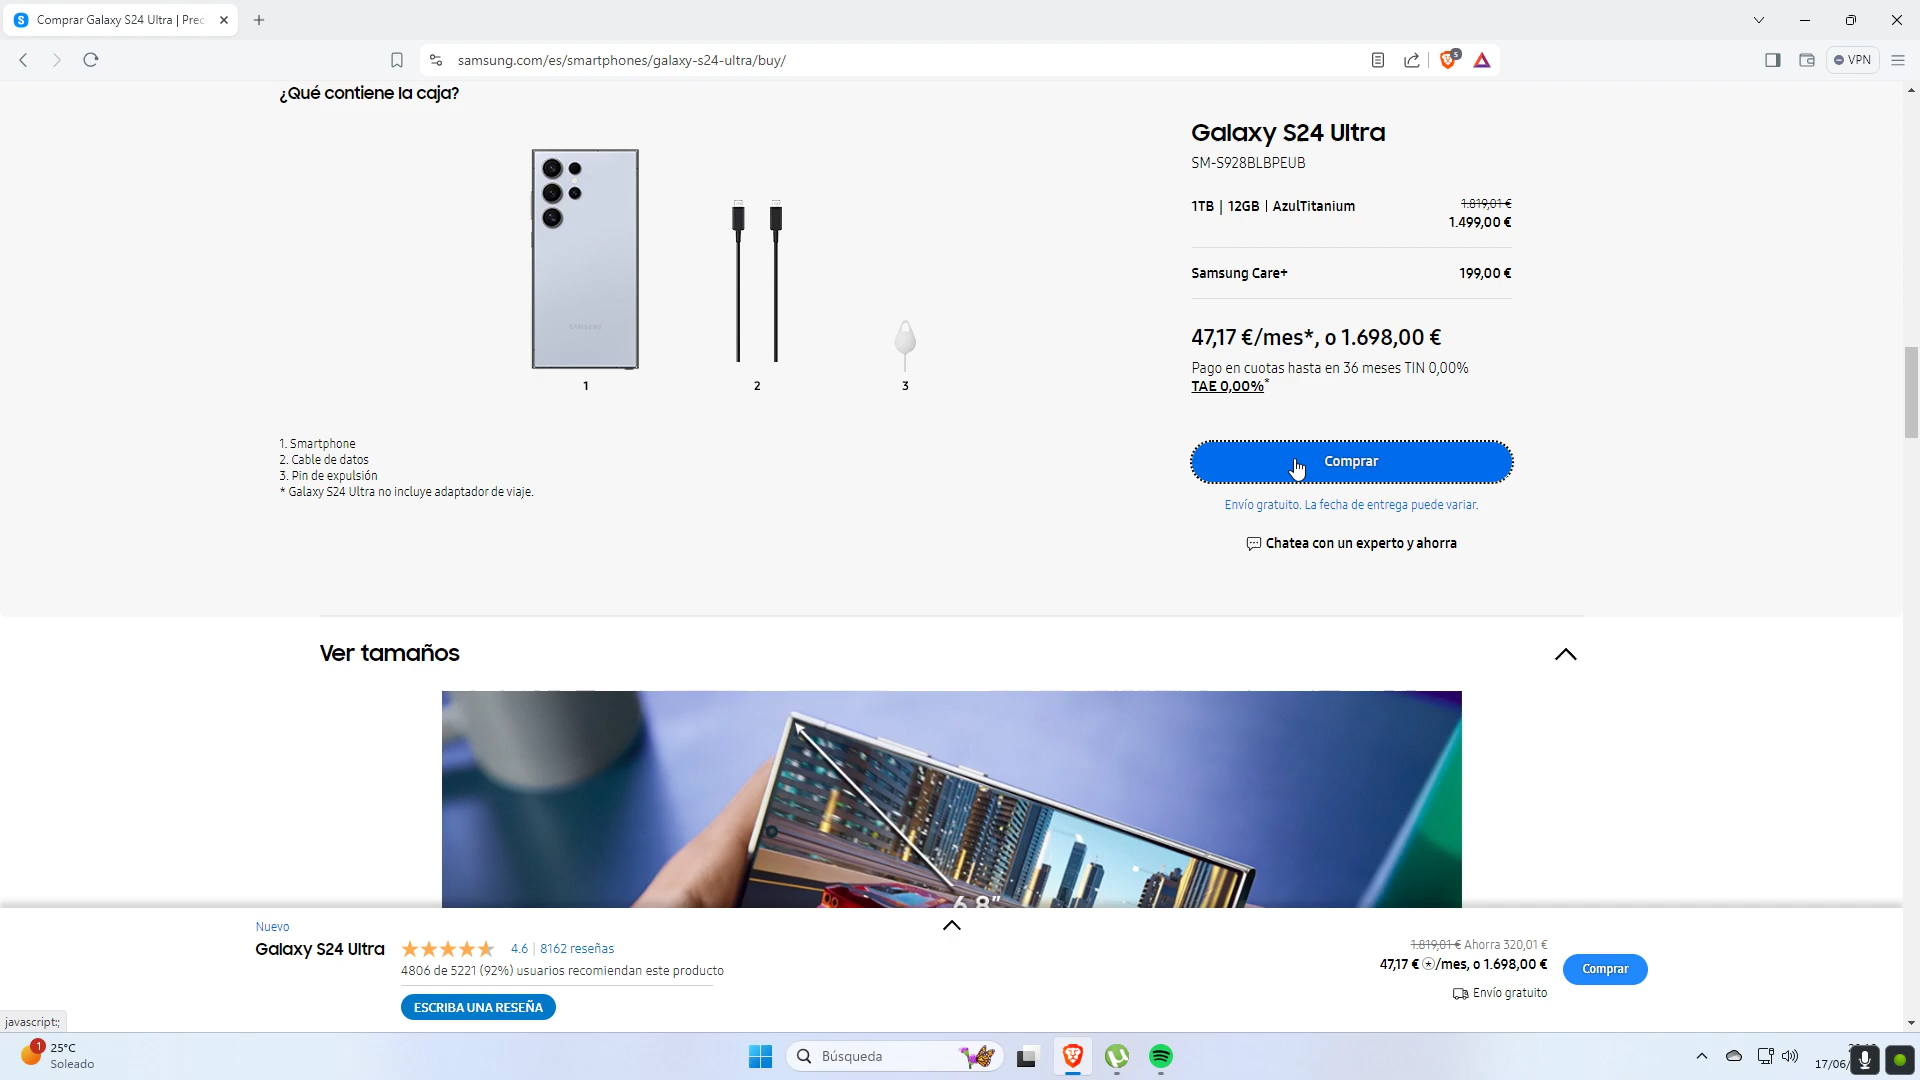 Comprar Galaxy S24 Ultra | Prec
samsung.com/es/smartphones/galaxy-s24-ultra/buy/
5
VPN
¿Qué contiene la caja?
SAMSUNG
1
2
3
1. Smartphone
2. Cable de datos
3. Pin de expulsión
* Galaxy S24 Ultra no incluye adaptador de viaje.
Galaxy S24 Ultra
SM-S928BLBPEUB
1TB | 12GB | AzulTitanium
1.819,01 €
1.499,00 €
Samsung Care+
199,00 €
47,17 €/mes*, o 1.698,00 €
Pago en cuotas hasta en 36 meses TIN 0,00%
TAE 0,00%*
Comprar
Envío gratuito. La fecha de entrega puede variar.
Chatea con un experto y ahorra
Ver tamaños
6.8"
Nuevo
Galaxy S24 Ultra
4.6 | 8162 reseñas
4806 de 5221 (92%) usuarios recomiendan este producto
ESCRIBA UNA RESEÑA
1.819,01 € Ahorra 320,01 €
47,17 € ⓧ/mes, o 1.698,00 €
Envío gratuito
Comprar
javascript:;
1
25°C
Soleado
Búsqueda
17/06/